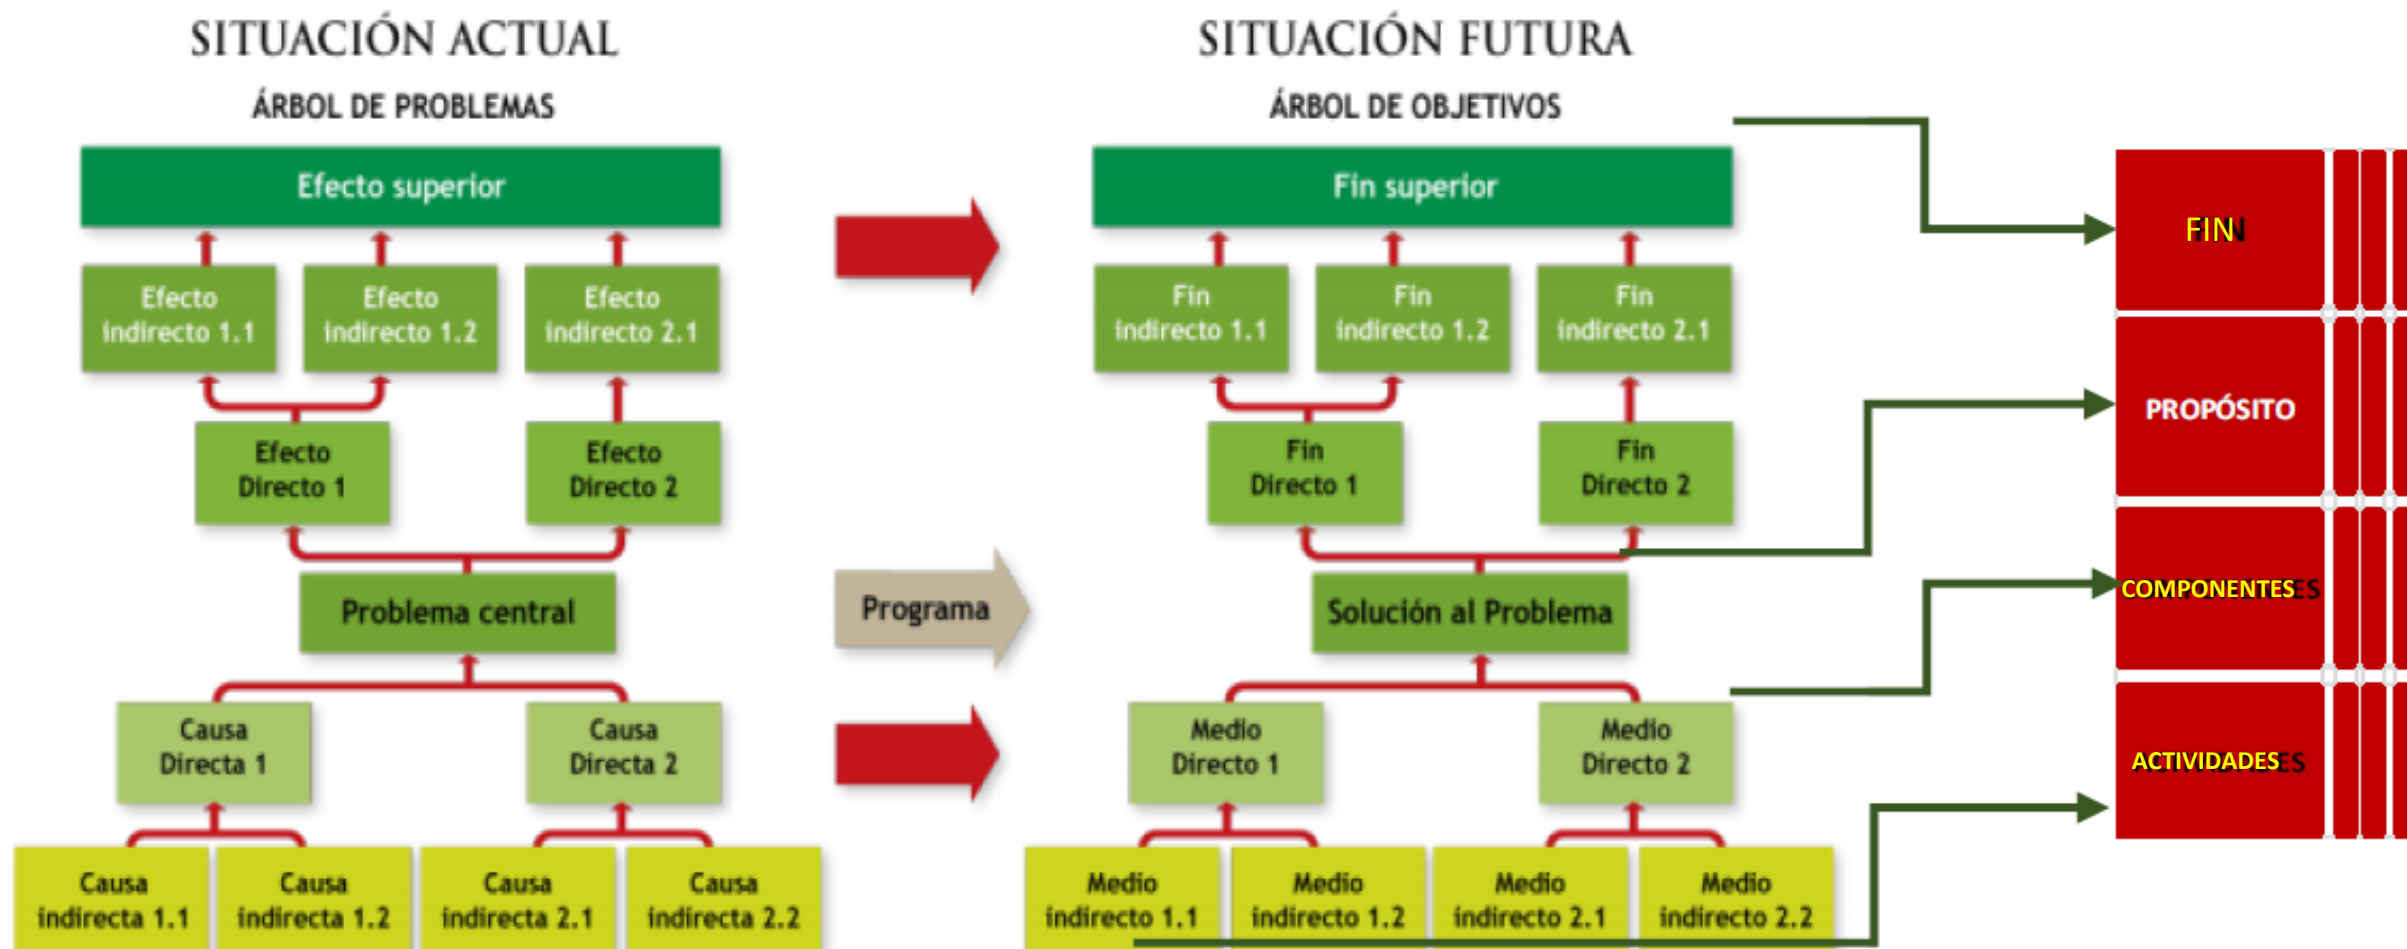 SITUACIÓN ACTUAL
ÁRBOL DE PROBLEMAS
Efecto superior
Efecto
indirecto 1.1
Efecto
indirecto 1.2
Efecto
indirecto 2.1
Efecto
Directo 1
Efecto
Directo 2
Problema central
Causa
Directa 1
Causa
Directa 2
Causa
indirecta 1.1
Causa
indirecta 1.2
Causa
indirecta 2.1
Causa
indirecta 2.2
Programa
SITUACIÓN FUTURA
ÁRBOL DE OBJETIVOS
Fin superior
Fin
indirecto 1.1
Fin
indirecto 1.2
Fin
indirecto 2.1
Fin
Directo 1
Fin
Directo 2
Solución al Problema
Medio
Directo 1
Medio
Directo 2
Medio
indirecto 1.1
Medio
indirecto 1.2
Medio
indirecto 2.1
Medio
indirecto 2.2
FIN
PROPÓSITO
COMPONENTES
ACTIVIDADES